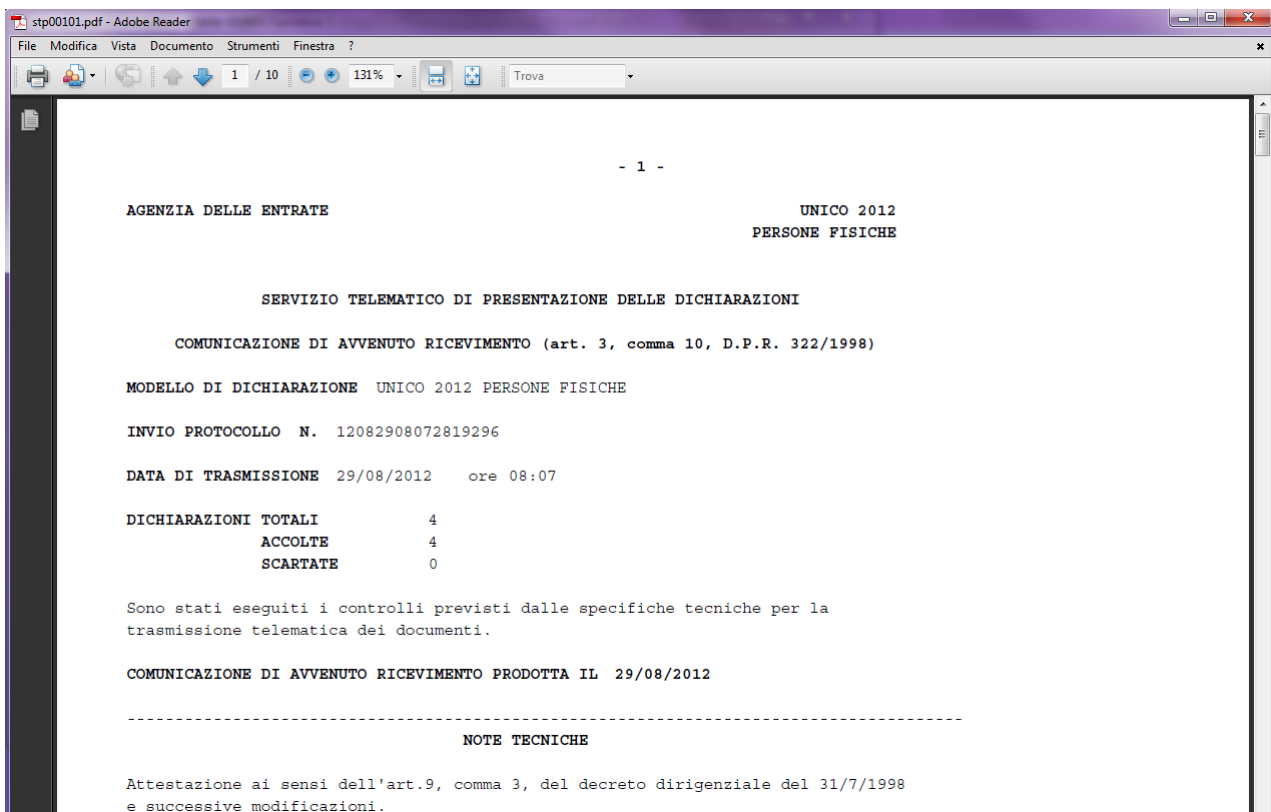 stp00101.pdf - Adobe Reader
File Modifica Vista Documento Strumenti Finestra ?
1 / 10 131% Trova
- 1 -
AGENZIA DELLE ENTRATE UNICO 2012
PERSONE FISICHE
SERVIZIO TELEMATICO DI PRESENTAZIONE DELLE DICHIARAZIONI
COMUNICAZIONE DI AVVENUTO RICEVIMENTO (art. 3, comma 10, D.P.R. 322/1998)
MODELLO DI DICHIARAZIONE UNICO 2012 PERSONE FISICHE
INVIO PROTOCOLLO N. 12082908072819296
DATA DI TRASMISSIONE 29/08/2012 ore 08:07
DICHIARAZIONI TOTALI 4
ACCOLTE 4
SCARTATE 0
Sono stati eseguiti i controlli previsti dalle specifiche tecniche per la
trasmissione telematica dei documenti.
COMUNICAZIONE DI AVVENUTO RICEVIMENTO PRODOTTA IL 29/08/2012
---------------------------------------------------------------------------------------
NOTE TECNICHE
Attestazione ai sensi dell'art.9, comma 3, del decreto dirigenziale del 31/7/1998
e successive modificazioni.